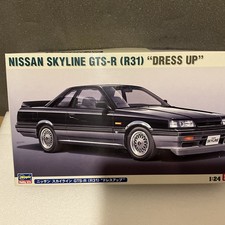 NISSAN SKYLINE GTS-R (R31) “DRESS UP”
Hasegawa
ニッサン スカイライン GTS-R (R31) “ドレスアップ”
1:24